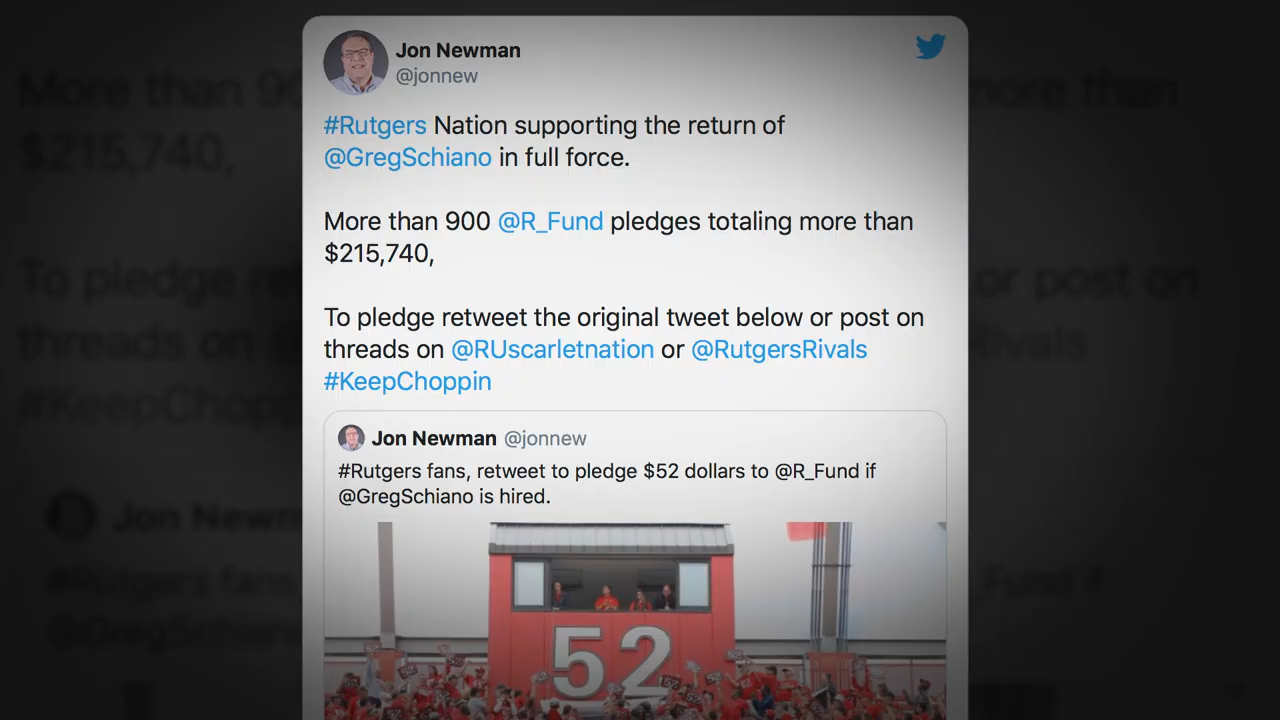 Jon Newman
@jonnew
#Rutgers Nation supporting the return of
@GregSchiano in full force.
More than 900 @R_Fund pledges totaling more than
$215,740,
To pledge retweet the original tweet below or post on
threads on @RUscarletnation or @RutgersRivals
#KeepChoppin
Jon Newman @jonnew
#Rutgers fans, retweet to pledge $52 dollars to @R_Fund if
@GregSchiano is hired.
52